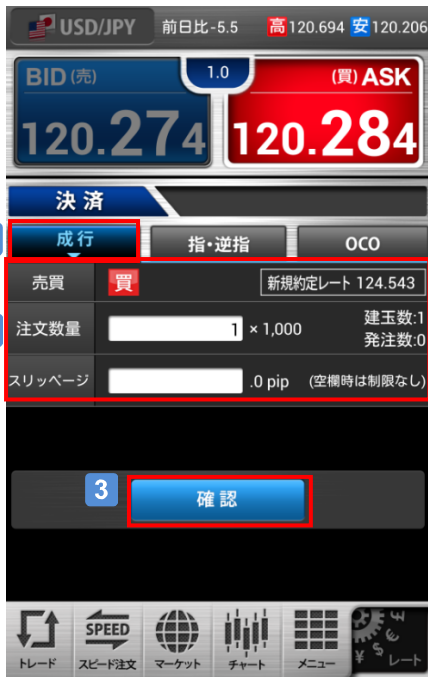 USD/JPY 前日比-5.5 高120.694 安120.206
BID (売) 1.0 (買) ASK
120.274 120.284
決済
成行 指・逆指 OCO
売買 買 新規約定レート 124.543
注文数量 1 × 1,000 建玉数:1
発注数:0
スリッページ .0 pip (空欄時は制限なし)
3 確認
SPEED
トレード スピード注文 マーケット チャート メニュー レート